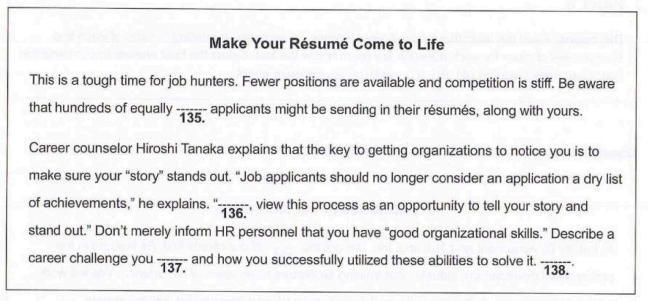 Make Your Résumé Come to Life
This is a tough time for job hunters. Fewer positions are available and competition is stiff. Be aware
that hundreds of equally ------- applicants might be sending in their résumés, along with yours.
135.
Career counselor Hiroshi Tanaka explains that the key to getting organizations to notice you is to
make sure your “story” stands out. “Job applicants should no longer consider an application a dry list
of achievements,” he explains. “-------, view this process as an opportunity to tell your story and
136.
stand out.” Don’t merely inform HR personnel that you have “good organizational skills.” Describe a
career challenge you ------- and how you successfully utilized these abilities to solve it. -------.
137. 138.